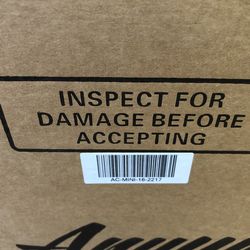 INSPECT FOR
DAMAGE BEFORE
ACCEPTING
AC-MINI-16-2217